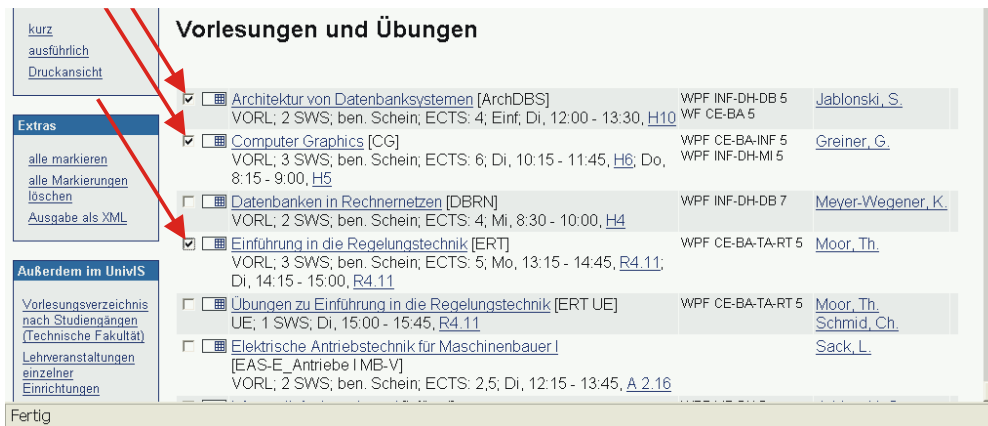 kurz
ausführlich
Druckansicht
Extras
alle markieren
alle Markierungen
löschen
Ausgabe als XML
Außerdem im UnivIS
Vorlesungsverzeichnis
nach Studiengängen
(Technische Fakultät)
Lehrveranstaltungen
einzelner
Einrichtungen
Vorlesungen und Übungen
Architektur von Datenbanksystemen [ArchDBS] WPF INF-DH-DB 5 Jablonski, S.
VORL; 2 SWS; ben. Schein; ECTS: 4; Einf; Di, 12:00 - 13:30, H10 WF CE-BA 5
Computer Graphics [CG] WPF CE-BA-INF 5 Greiner, G.
VORL; 3 SWS; ben. Schein; ECTS: 6; Di, 10:15 - 11:45, H6; Do, WPF INF-DH-MI 5
8:15 - 9:00, H5
Datenbanken in Rechnernetzen [DBRN] WPF INF-DH-DB 7 Meyer-Wegener, K.
VORL; 2 SWS; ben. Schein; ECTS: 4; Mi, 8:30 - 10:00, H4
Einführung in die Regelungstechnik [ERT] WPF CE-BA-TA-RT 5 Moor, Th.
VORL; 3 SWS; ben. Schein; ECTS: 5; Mo, 13:15 - 14:45, R4.11;
Di, 14:15 - 15:00, R4.11
Übungen zu Einführung in die Regelungstechnik [ERT UE] WPF CE-BA-TA-RT 5 Moor, Th.
UE; 1 SWS; Di, 15:00 - 15:45, R4.11 Schmid, Ch.
Elektrische Antriebstechnik für Maschinenbauer I Sack, L.
[EAS-E_Antriebe I MB-V]
VORL; 2 SWS; ben. Schein; ECTS: 2,5; Di, 12:15 - 13:45, A 2.16
Fertig